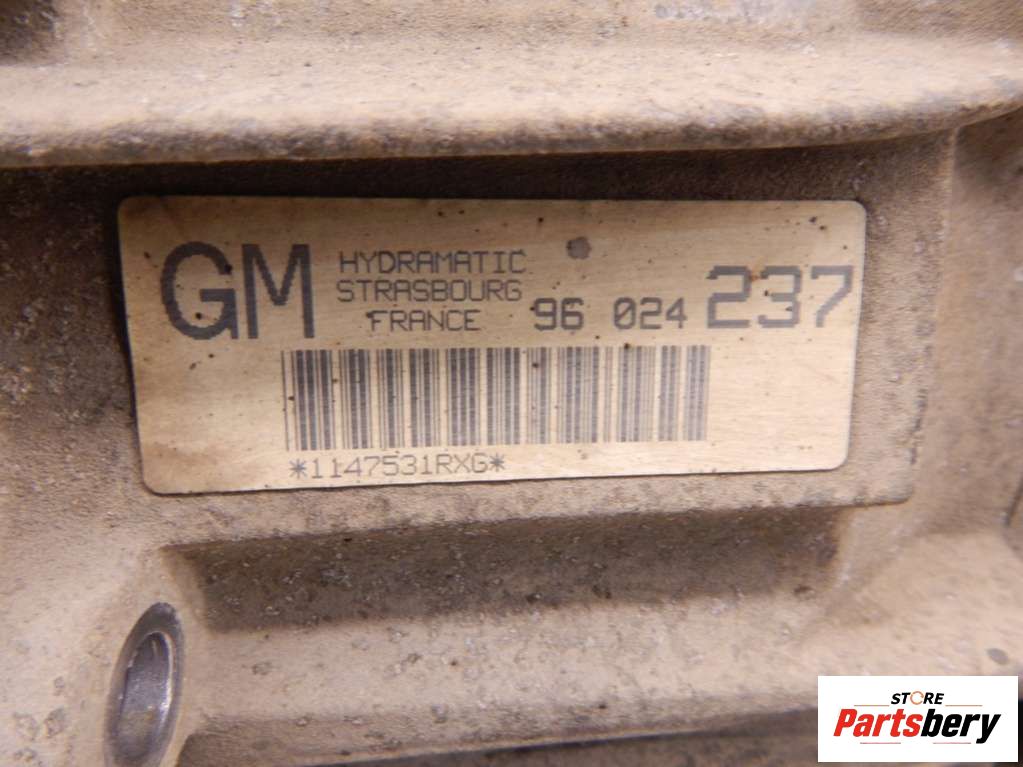 GM HYDRAMATIC
STRASBOURG
FRANCE 96 024 237
*1147531RXG*
STORE
Partsbery